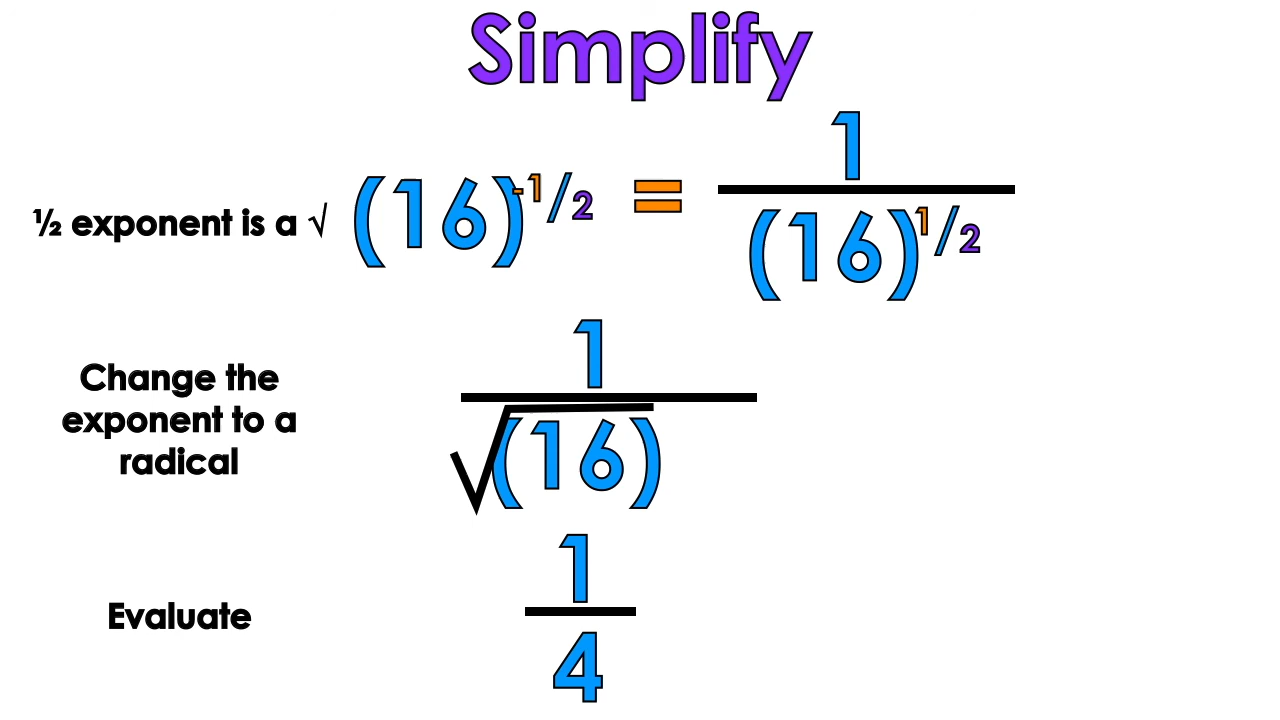 Simplify
½ exponent is a √ (16)^-1/2 = 1/(16)^1/2
Change the
exponent to a
radical
1
√(16)
Evaluate
1
4